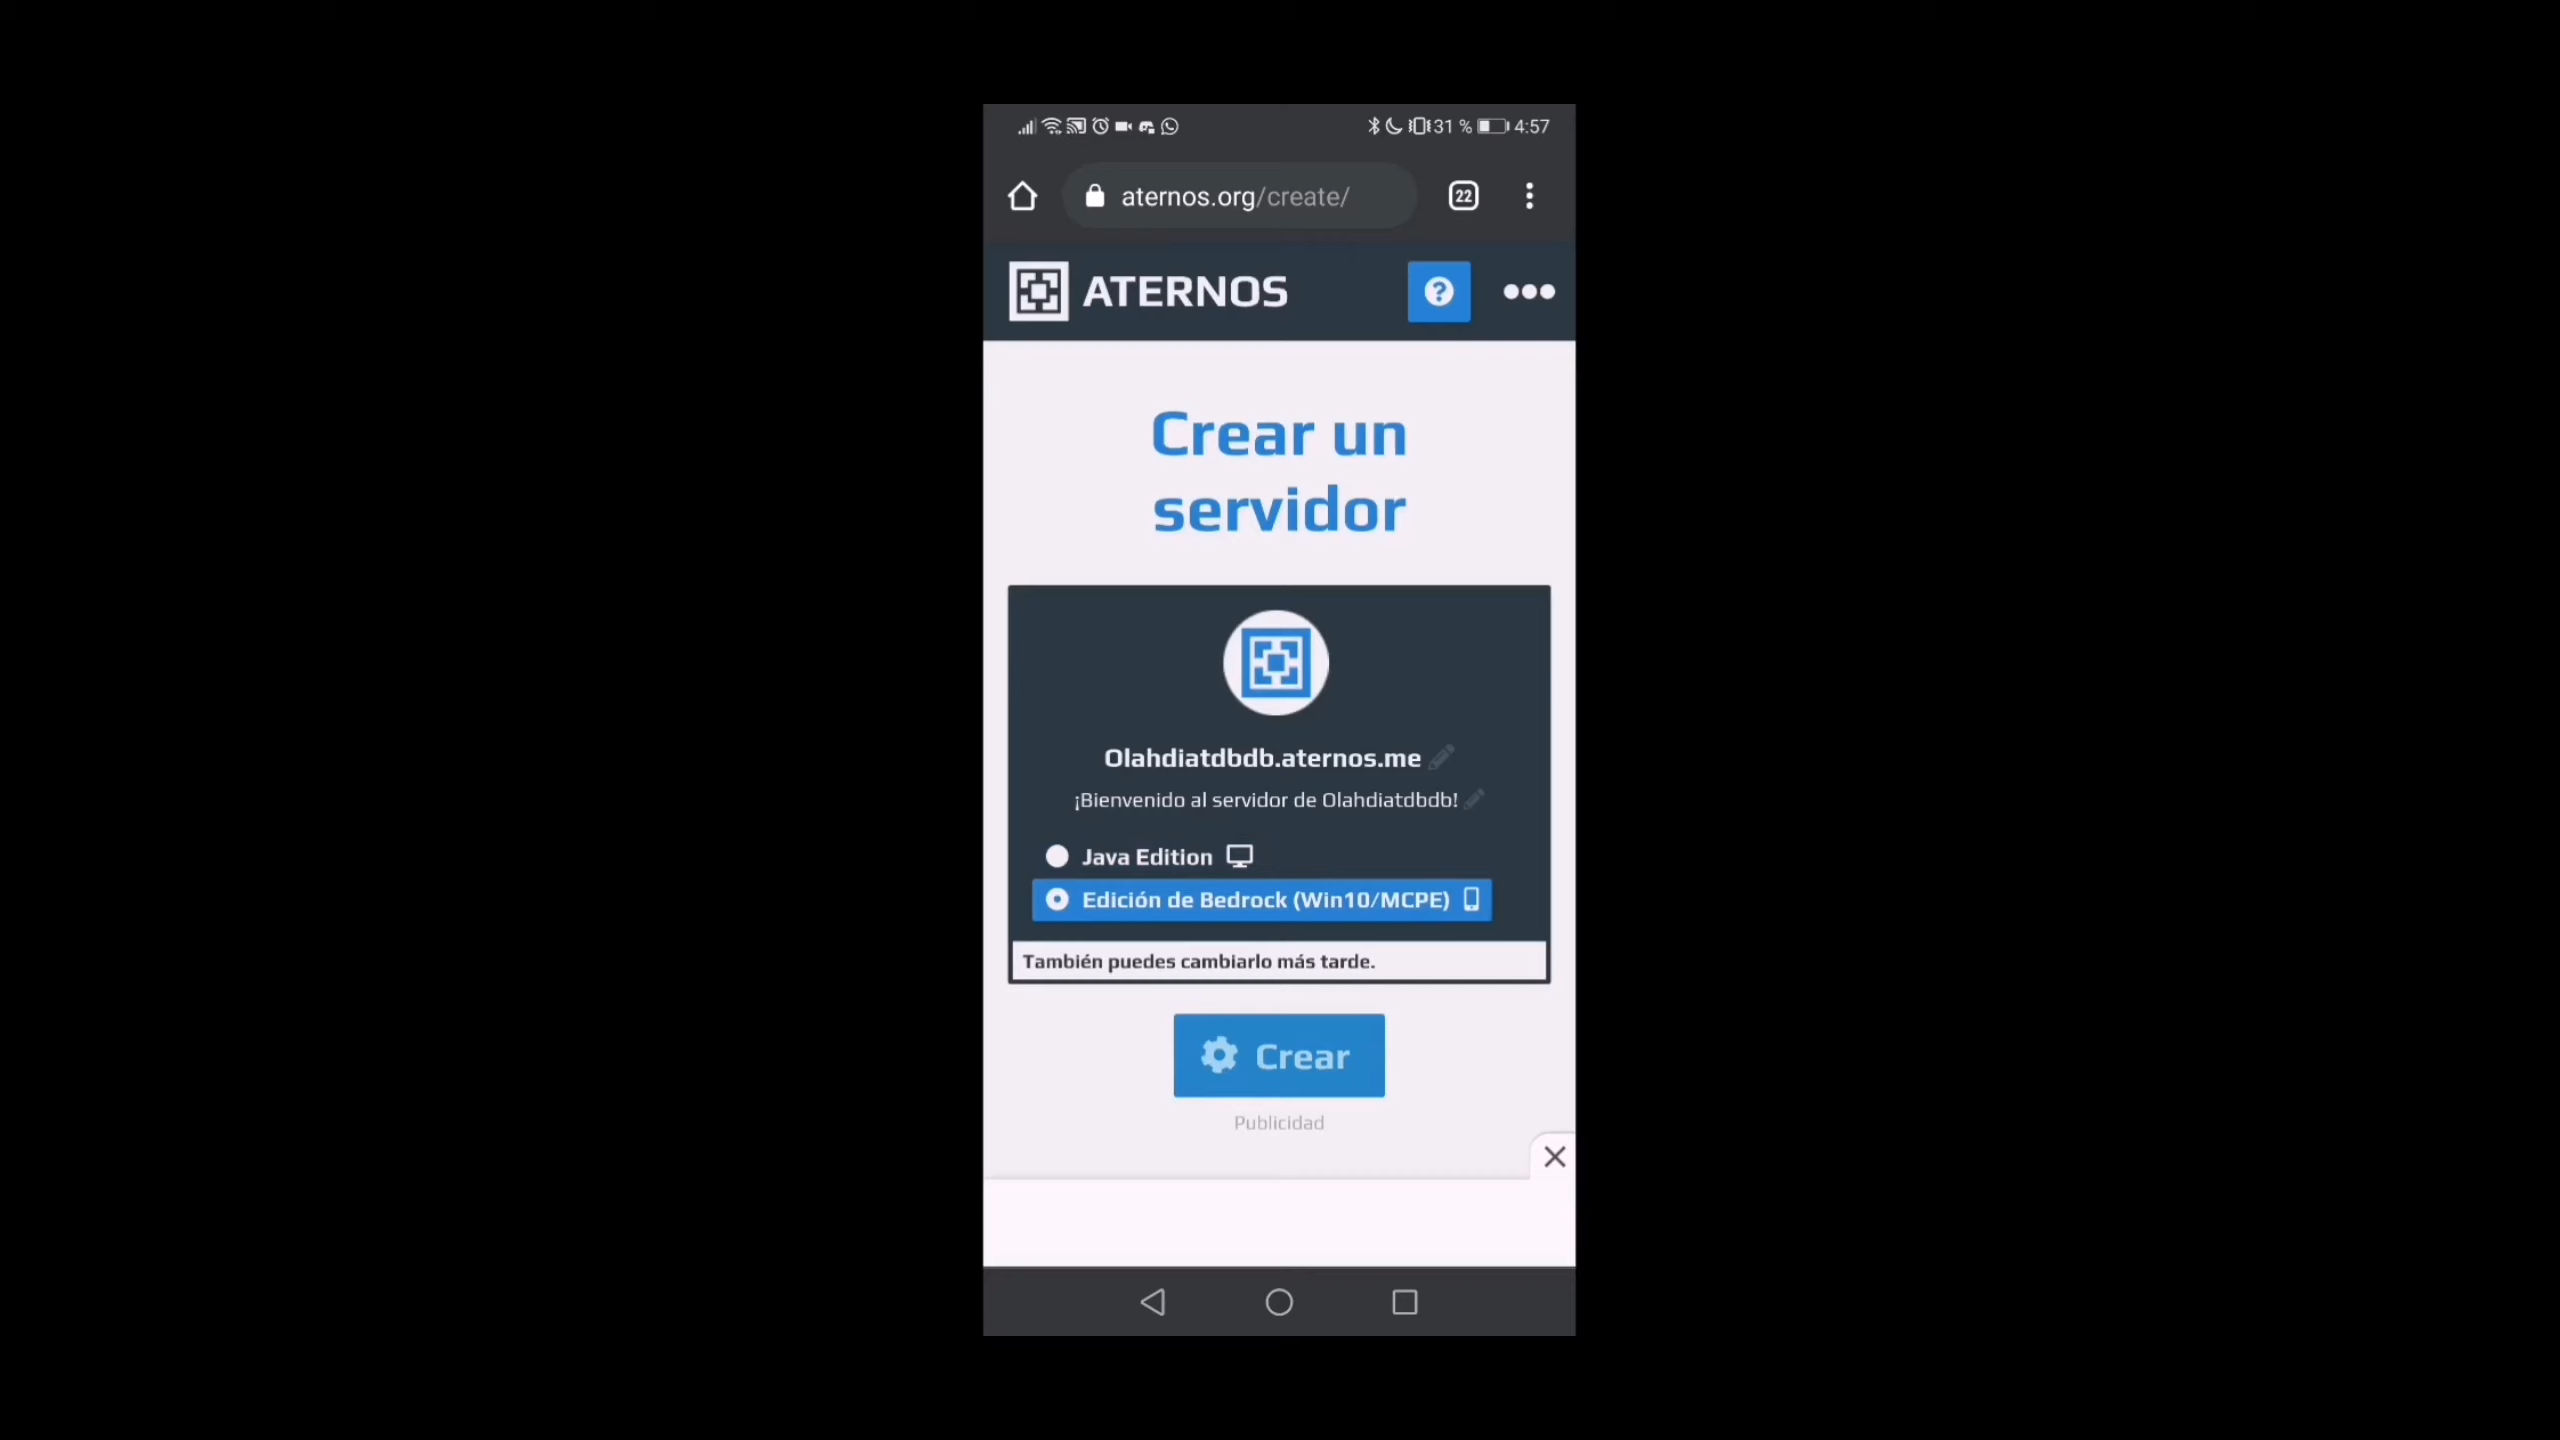 31 % 4:57
aternos.org/create/
22
ATERNOS
?
Crear un
servidor
Olahdiatdbdb.aternos.me
¡Bienvenido al servidor de Olahdiatdbdb!
Java Edition
Edición de Bedrock (Win10/MCPE)
También puedes cambiarlo más tarde.
Crear
Publicidad